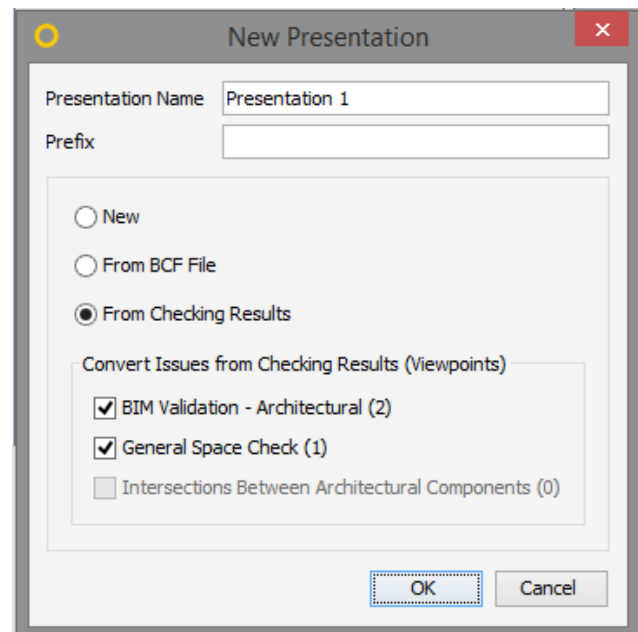 New Presentation
Presentation Name Presentation 1
Prefix
New
From BCF File
From Checking Results
Convert Issues from Checking Results (Viewpoints)
BIM Validation - Architectural (2)
General Space Check (1)
Intersections Between Architectural Components (0)
OK Cancel